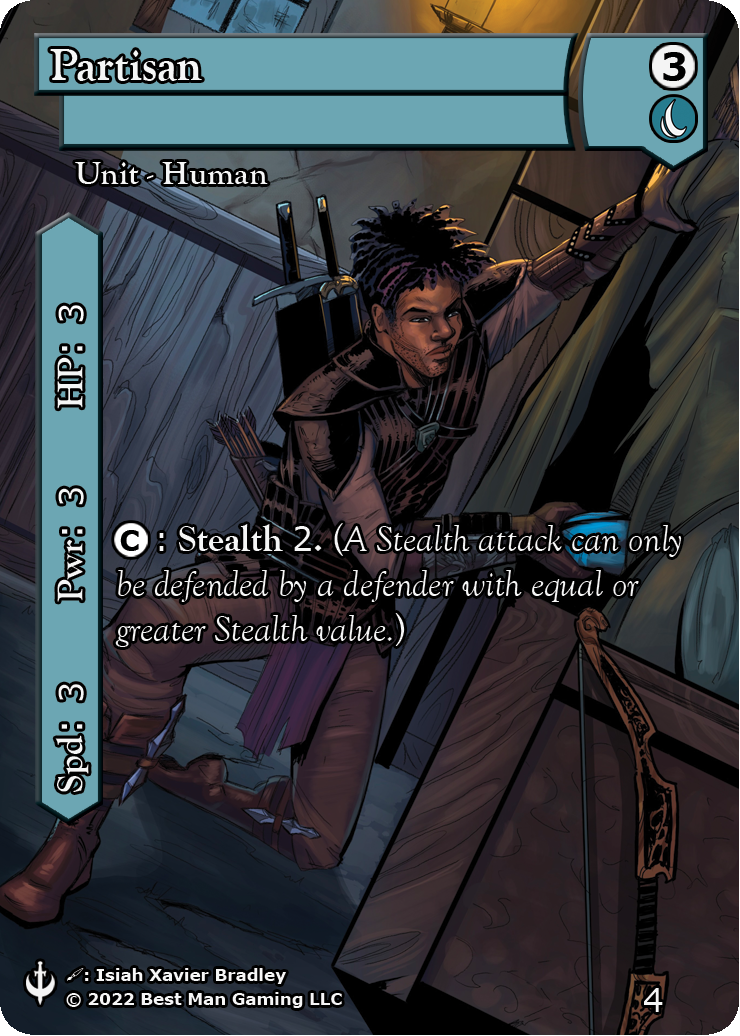 Partisan
3
Unit - Human
HP: 3
Pwr: 3
Spd: 3
C : Stealth 2. (A Stealth attack can only
be defended by a defender with equal or
greater Stealth value.)
: Isiah Xavier Bradley
© 2022 Best Man Gaming LLC
4